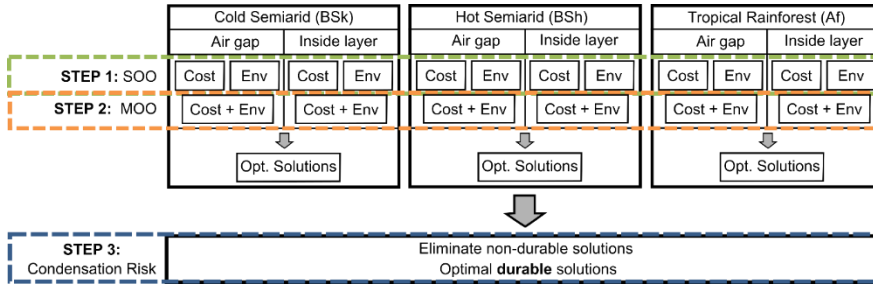 Cold Semiarid (BSk) Hot Semiarid (BSh) Tropical Rainforest (Af)
Air gap Inside layer Air gap Inside layer Air gap Inside layer
STEP 1: SOO Cost Env Cost Env Cost Env Cost Env Cost Env Cost Env
STEP 2: MOO Cost + Env Cost + Env Cost + Env Cost + Env Cost + Env Cost + Env
Opt. Solutions Opt. Solutions Opt. Solutions
STEP 3: Eliminate non-durable solutions
Condensation Risk Optimal durable solutions